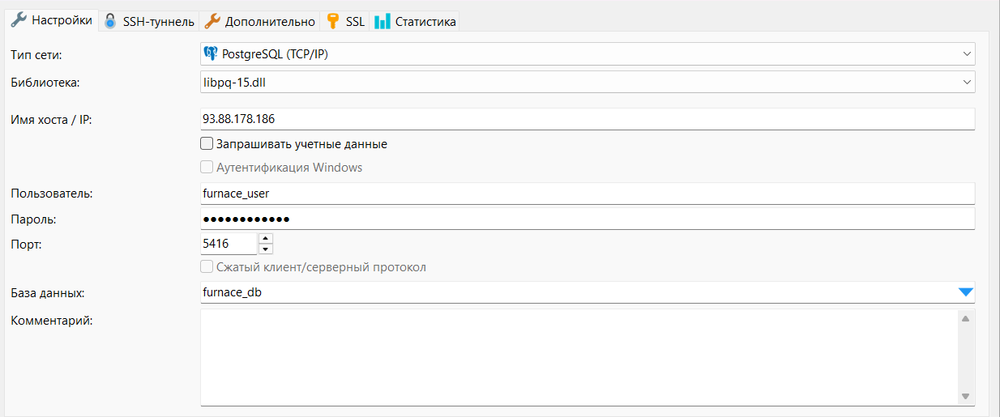 Настройки SSH-туннель Дополнительно SSL Статистика
Тип сети: PostgreSQL (TCP/IP)
Библиотека: libpq-15.dll
Имя хоста / IP: 93.88.178.186
Запрашивать учетные данные
Аутентификация Windows
Пользователь: furnace_user
Пароль: ●●●●●●●●●●●●
Порт: 5416
Сжатый клиент/серверный протокол
База данных: furnace_db
Комментарий: